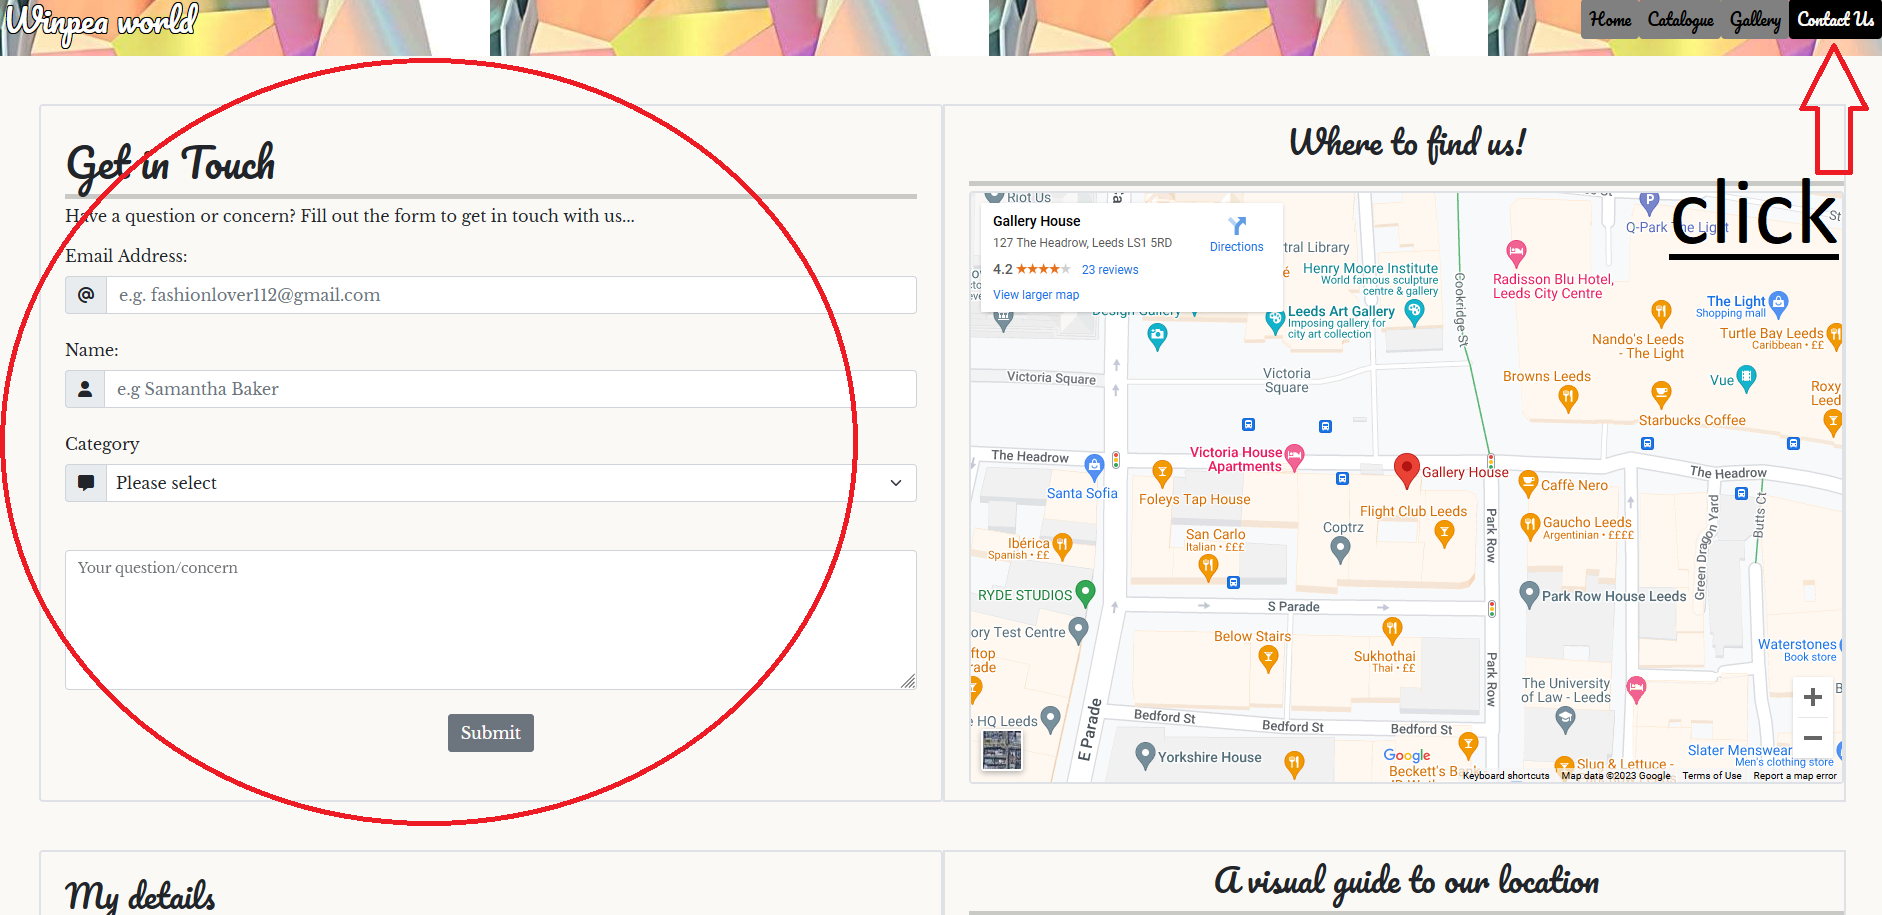 Winpea world
Home
Catalogue
Gallery
Contact Us
Get in Touch
Have a question or concern? Fill out the form to get in touch with us...
Email Address:
e.g. fashionlover112@gmail.com
Name:
e.g Samantha Baker
Category
Please select
Your question/concern
Submit
My details
Where to find us!
click
Riot Us
Gallery House
127 The Headrow, Leeds LS1 5RD
4.2
23 reviews
View larger map
Directions
Library
Q-Park The Light
Henry Moore Institute
World famous sculpture
centre & gallery
Leeds Art Gallery
Imposing gallery for
city art collection
Design Gallery
Cookridge St
Radisson Blu Hotel,
Leeds City Centre
The Light
Shopping mall
Nando's Leeds
- The Light
Turtle Bay Leeds
Caribbean • ££
Victoria Square
Victoria
Square
Browns Leeds
Vue
Roxy
Leed
Starbucks Coffee
The Headrow
Victoria House
Apartments
Gallery House
The Headrow
Santa Sofia
Foleys Tap House
Caffè Nero
Flight Club Leeds
Coptrz
San Carlo
Italian • £££
Gaucho Leeds
Argentinian • ££££
Park Row
Green Dragon Yard
Butts Ct
Ibérica
Spanish • ££
RYDE STUDIOS
S Parade
Park Row House Leeds
ory Test Centre
Below Stairs
Sukhothai
Thai • ££
Waterstones
Book store
Park Row
The University
of Law - Leeds
HQ Leeds
E Parade
Bedford St
Bedford St
Bedford St
Yorkshire House
Google
Beckett's
Slater Menswear
Men's clothing store
Slug & Lettuce -
Keyboard shortcuts
Map data ©2023 Google
Terms of Use
Report a map error
A visual guide to our location